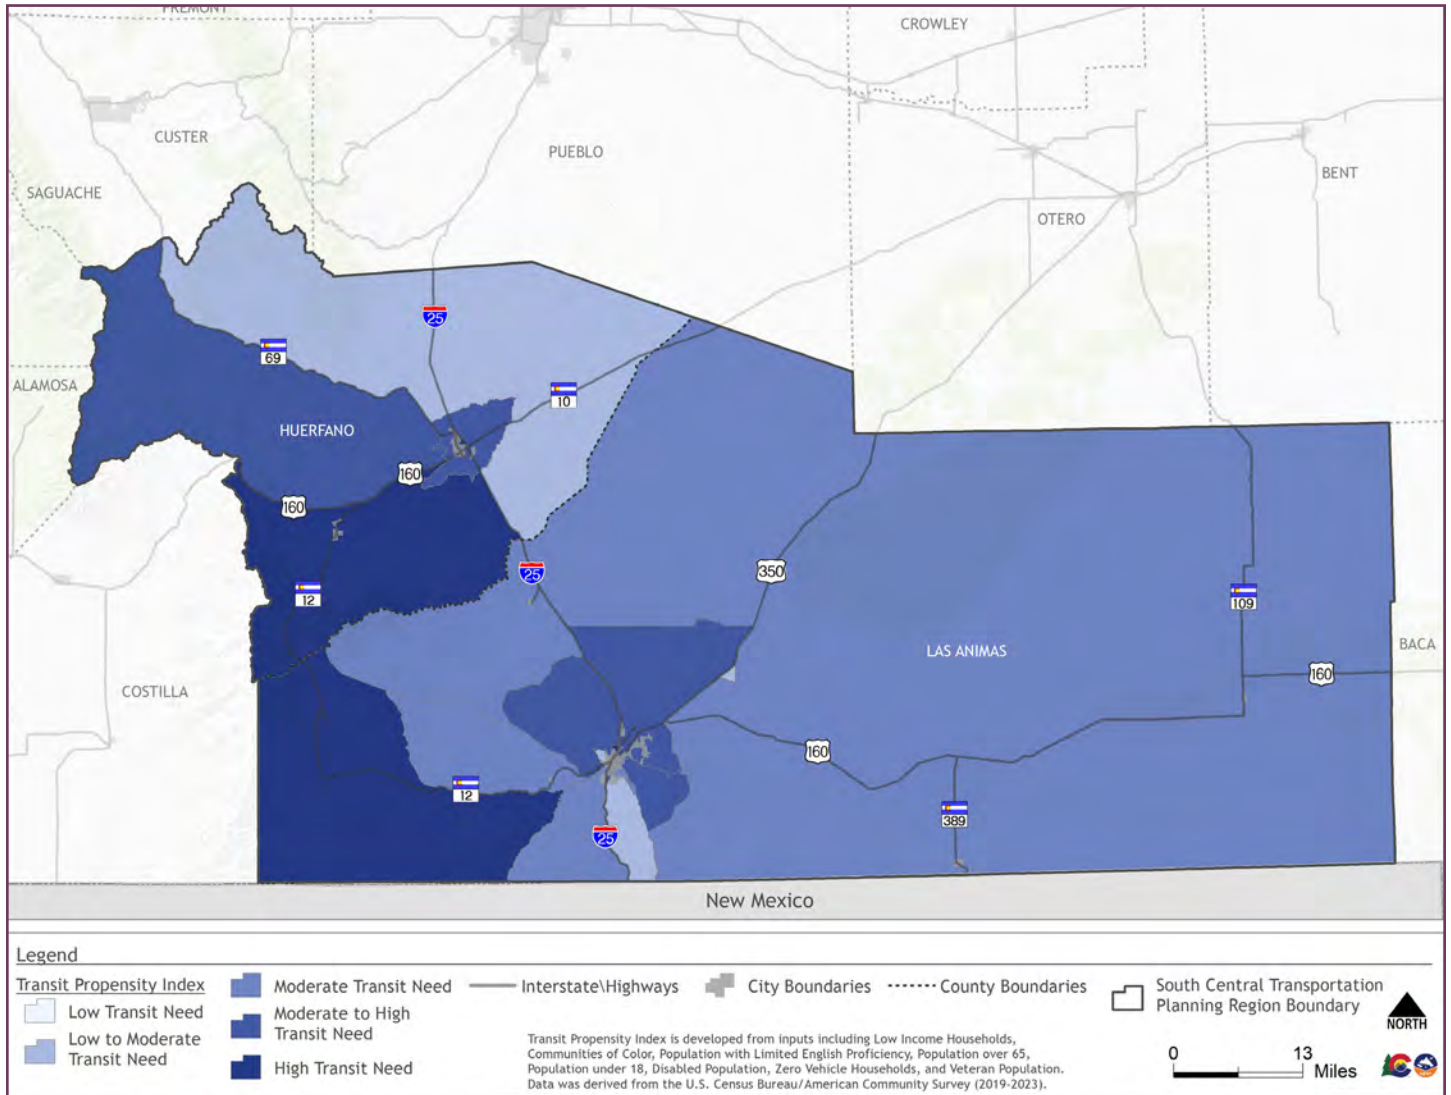 FREMONT
CROWLEY
CUSTER
PUEBLO
BENT
SAGUACHE
OTERO
25
69
ALAMOSA
10
HUERFANO
160
160
25
350
12
109
LAS ANIMAS
BACA
160
COSTILLA
160
12
389
25
New Mexico
Legend
Transit Propensity Index
Low Transit Need
Low to Moderate
Transit Need
Moderate Transit Need
Moderate to High
Transit Need
High Transit Need
Interstate\Highways
City Boundaries
County Boundaries
South Central Transportation
Planning Region Boundary
Transit Propensity Index is developed from inputs including Low Income Households,
Communities of Color, Population with Limited English Proficiency, Population over 65,
Population under 18, Disabled Population, Zero Vehicle Households, and Veteran Population.
Data was derived from the U.S. Census Bureau/American Community Survey (2019-2023).
NORTH
0 13
Miles